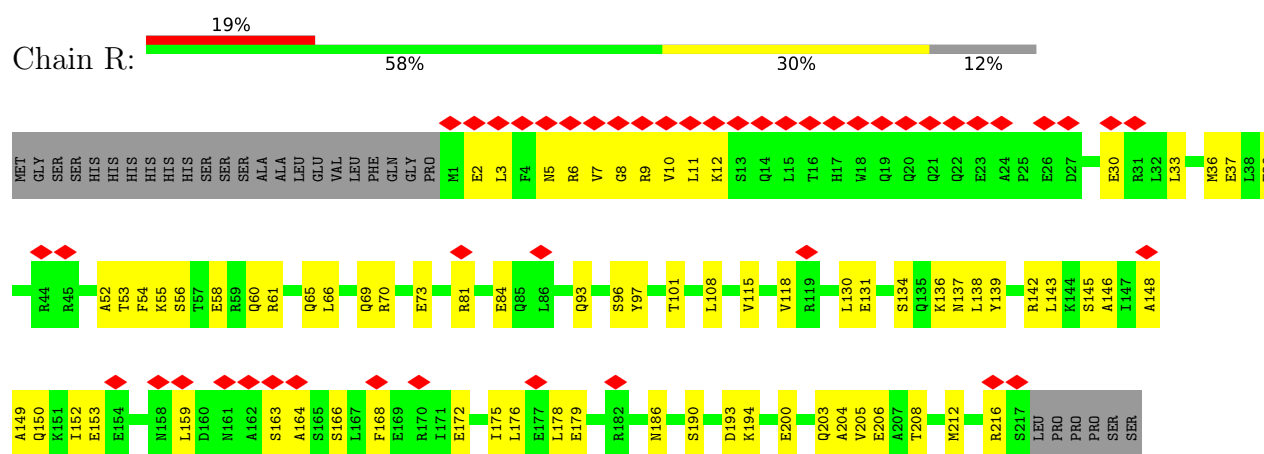 19%
Chain R:
58% 30% 12%
MET GLY SER SER HIS HIS HIS HIS HIS HIS SER SER SER ALA ALA LEU GLU VAL LEU PHE GLN GLY PRO M1 E2 L3 F4 N5 R6 V7 G8 R9 V10 L11 K12 S13 Q14 L15 T16 H17 W18 Q19 Q20 Q21 Q22 E23 A24 P25 E26 D27 E30 R31 L32 L33 M36 E37 L38
R44 R45 A52 T53 F54 K55 S56 T57 E58 R59 Q60 R61 Q65 L66 Q69 R70 E73 R81 E84 Q85 L86 Q93 S96 Y97 T101 L108 V115 V118 R119 L130 E131 S134 Q135 K136 N137 L138 Y139 R142 L143 K144 S145 A146 I147 A148
A149 Q150 K151 I152 E153 E154 N158 L159 D160 N161 A162 S163 A164 S165 S166 L167 F168 E169 R170 I171 E172 I175 L176 E177 L178 E179 R182 N186 S190 D193 K194 E200 Q203 A204 V205 E206 A207 T208 M212 R216 S217 LEU PRO PRO PRO SER SER